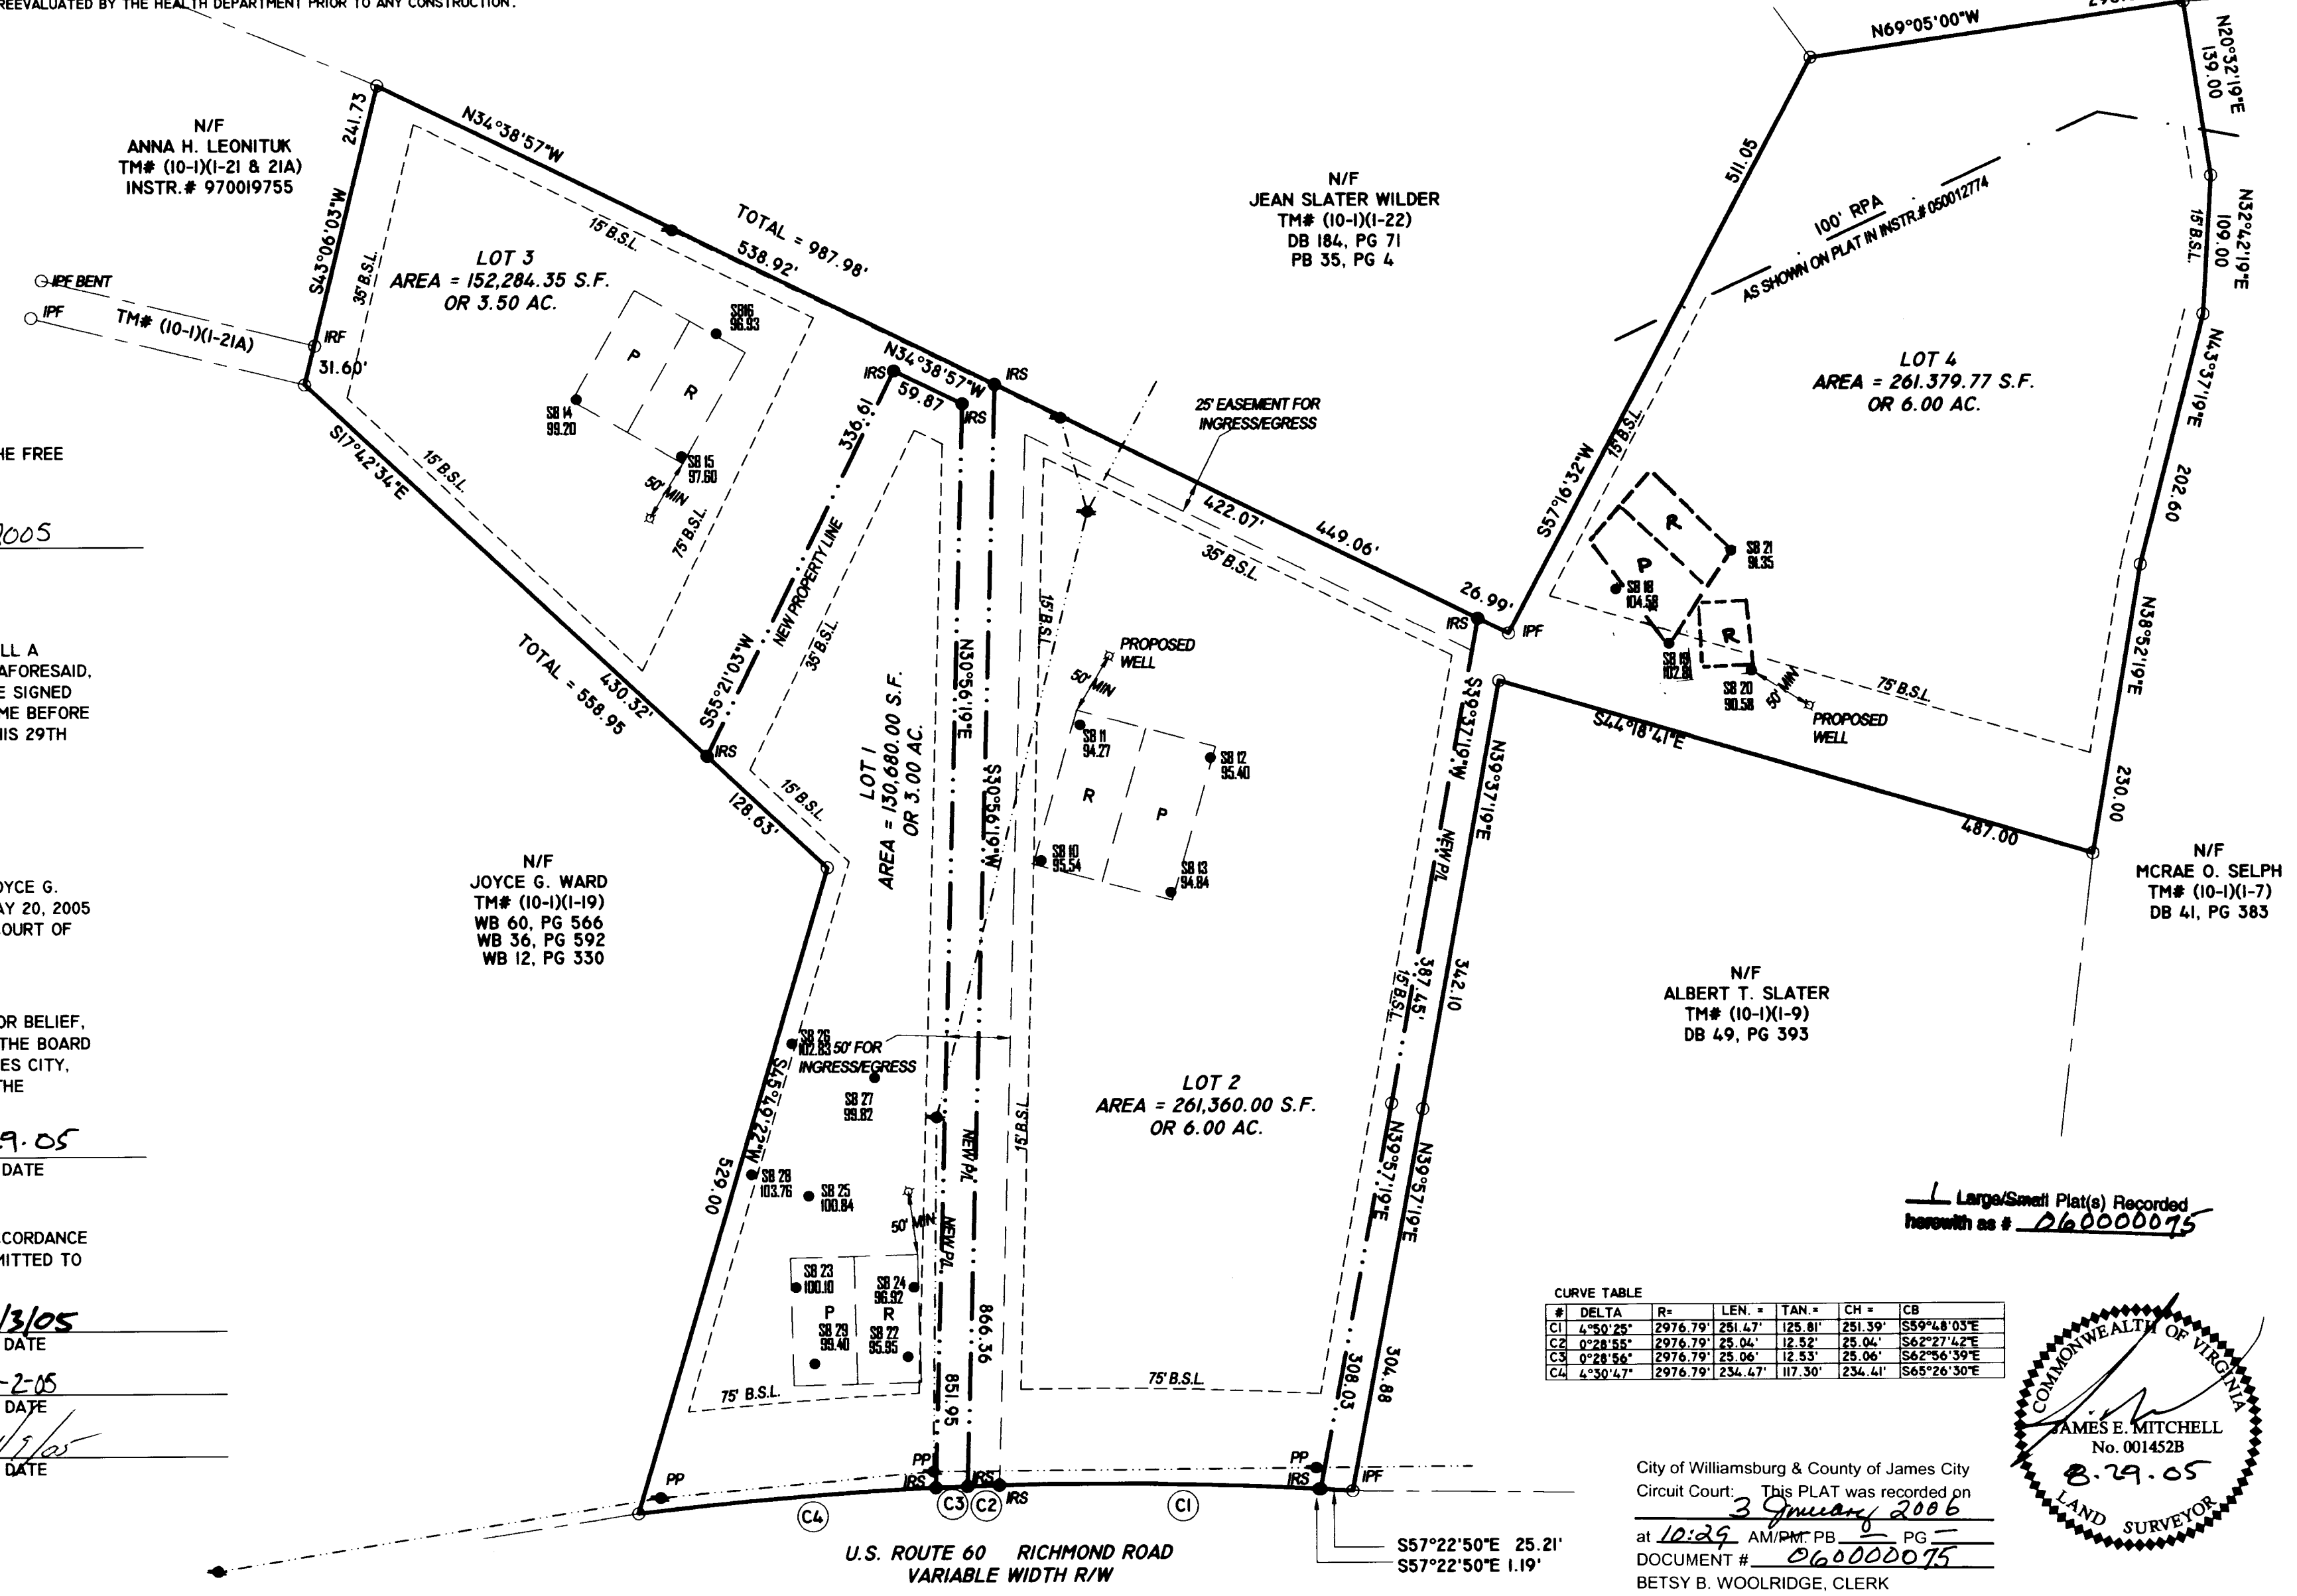 REEVALUATED BY THE HEALTH DEPARTMENT PRIOR TO ANY CONSTRUCTION.
N69°05'00"W
N20°32'19"E
139.00
N32°42'19"E
109.00
15' B.S.L.
N43°37'19"E
202.60
N38°52'19"E
230.00
241.73
S43°06'03"W
N34°38'57"W
N/F
ANNA H. LEONITUK
TM# (10-1)(1-21 & 21A)
INSTR.# 970019755
IPF BENT
IPF
TM# (10-1)(1-21A)
IRF
31.60'
35' B.S.L.
15' B.S.L.
TOTAL = 987.98'
538.92'
LOT 3
AREA = 152,284.35 S.F.
OR 3.50 AC.
SB16
96.93
P
R
SB 14
99.20
SB 15
97.60
50' MIN
75' B.S.L.
15' B.S.L.
S17°42'34"E
TOTAL = 558.95
430.32'
IRS
128.63'
N/F
JEAN SLATER WILDER
TM# (10-1)(1-22)
DB 184, PG 71
PB 35, PG 4
511.05
S57°16'32"W
100' RPA
AS SHOWN ON PLAT IN INSTR.# 050012774
LOT 4
AREA = 261.379.77 S.F.
OR 6.00 AC.
15' B.S.L.
R
P
SB 21
91.35
SB 18
104.58
SB 19
102.81
R
SB 20
90.58
50' MIN
PROPOSED
WELL
75' B.S.L.
S44°18'41"E
487.00
N34°38'57"W
IRS
59.87
IRS
IRS
336.61
NEW PROPERTY LINE
S55°21'03"W
35' B.S.L.
15' B.S.L.
LOT 1
AREA = 130,680.00 S.F.
OR 3.00 AC.
N30°56'19"E
S30°56'19"W
25' EASEMENT FOR
INGRESS/EGRESS
422.07'
449.06'
35' B.S.L.
26.99'
IRS
IPF
15' B.S.L.
PROPOSED
WELL
50' MIN
SB 11
94.27
SB 12
95.40
R
P
SB 10
95.54
SB 13
94.84
S39°37'19"W
N39°37'19"E
NEW P/L
387.45'
342.10
15' B.S.L.
N39°57'19"E
N39°57'19"E
308.03
304.88
N/F
MCRAE O. SELPH
TM# (10-1)(1-7)
DB 41, PG 383
N/F
ALBERT T. SLATER
TM# (10-1)(1-9)
DB 49, PG 393
N/F
JOYCE G. WARD
TM# (10-1)(1-19)
WB 60, PG 566
WB 36, PG 592
WB 12, PG 330
HE FREE
2005
LL A
AFORESAID,
E SIGNED
ME BEFORE
HIS 29TH
OYCE G.
AY 20, 2005
OURT OF
OR BELIEF,
THE BOARD
ES CITY,
THE
9.05
DATE
CCORDANCE
MITTED TO
/3/05
DATE
-2-05
DATE
/9/05
DATE
SB 26
102.83
50' FOR
INGRESS/EGRESS
SB 27
99.82
S45°49'22"W
529.00
SB 28
103.76
SB 25
100.84
50' MIN
NEW P/L
NEW P/L
15' B.S.L.
SB 23
100.10
SB 24
96.92
P
R
SB 29
99.40
SB 22
95.95
75' B.S.L.
851.95
866.36
LOT 2
AREA = 261,360.00 S.F.
OR 6.00 AC.
75' B.S.L.
PP
PP
IRS
IRS
IRS
PP
IRS
IPF
C4
C3
C2
C1
U.S. ROUTE 60 RICHMOND ROAD
VARIABLE WIDTH R/W
S57°22'50"E 25.21'
S57°22'50"E 1.19'
1 Large/Small Plat(s) Recorded
herewith as # 060000075
CURVE TABLE
# DELTA R= LEN. = TAN.= CH = CB
C1 4°50'25" 2976.79' 251.47' 125.81' 251.39' S59°48'03"E
C2 0°28'55" 2976.79' 25.04' 12.52' 25.04' S62°27'42"E
C3 0°28'56" 2976.79' 25.06' 12.53' 25.06' S62°56'39"E
C4 4°30'47" 2976.79' 234.47' 117.30' 234.41' S65°26'30"E
City of Williamsburg & County of James City
Circuit Court: This PLAT was recorded on
3 January 2006
at 10:29 AM/PM. PB PG
DOCUMENT # 060000075
BETSY B. WOOLRIDGE, CLERK
COMMONWEALTH OF VIRGINIA
JAMES E. MITCHELL
No. 001452B
8.29.05
LAND SURVEYOR